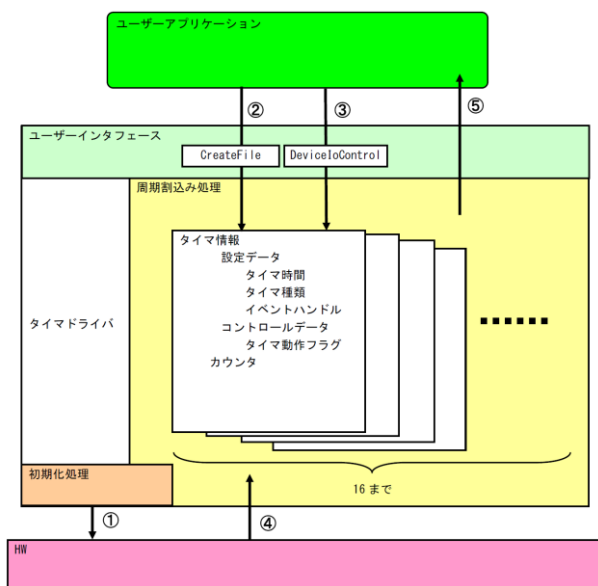 ユーザーアプリケーション
②
③
⑤
ユーザーインタフェース
CreateFile
DeviceIoControl
周期割込み処理
タイマ情報
設定データ
タイマ時間
タイマ種類
イベントハンドル
コントロールデータ
タイマ動作フラグ
カウンタ
タイマドライバ
初期化処理
16 まで
①
④
HW